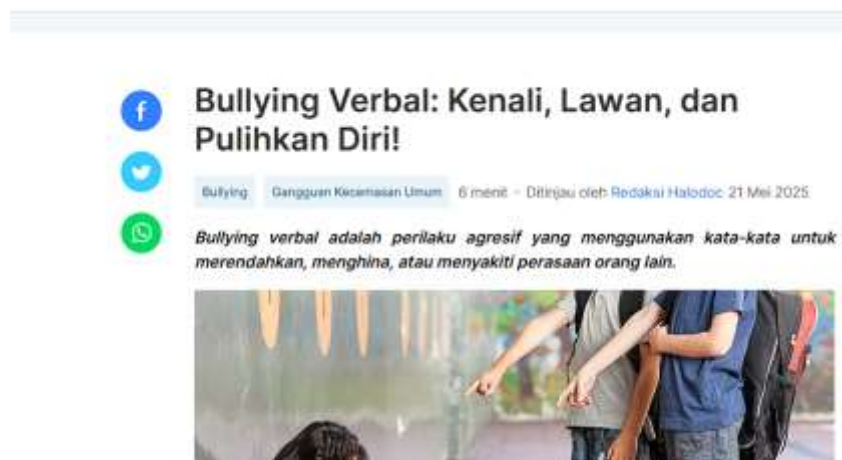 Bullying Verbal: Kenali, Lawan, dan
Pulihkan Diri!
Bullying Gangguan Kecemasan Umum 6 menit - Ditinjau oleh Redaksi Halodoc 21 Mei 2025
Bullying verbal adalah perilaku agresif yang menggunakan kata-kata untuk
merendahkan, menghina, atau menyakiti perasaan orang lain.